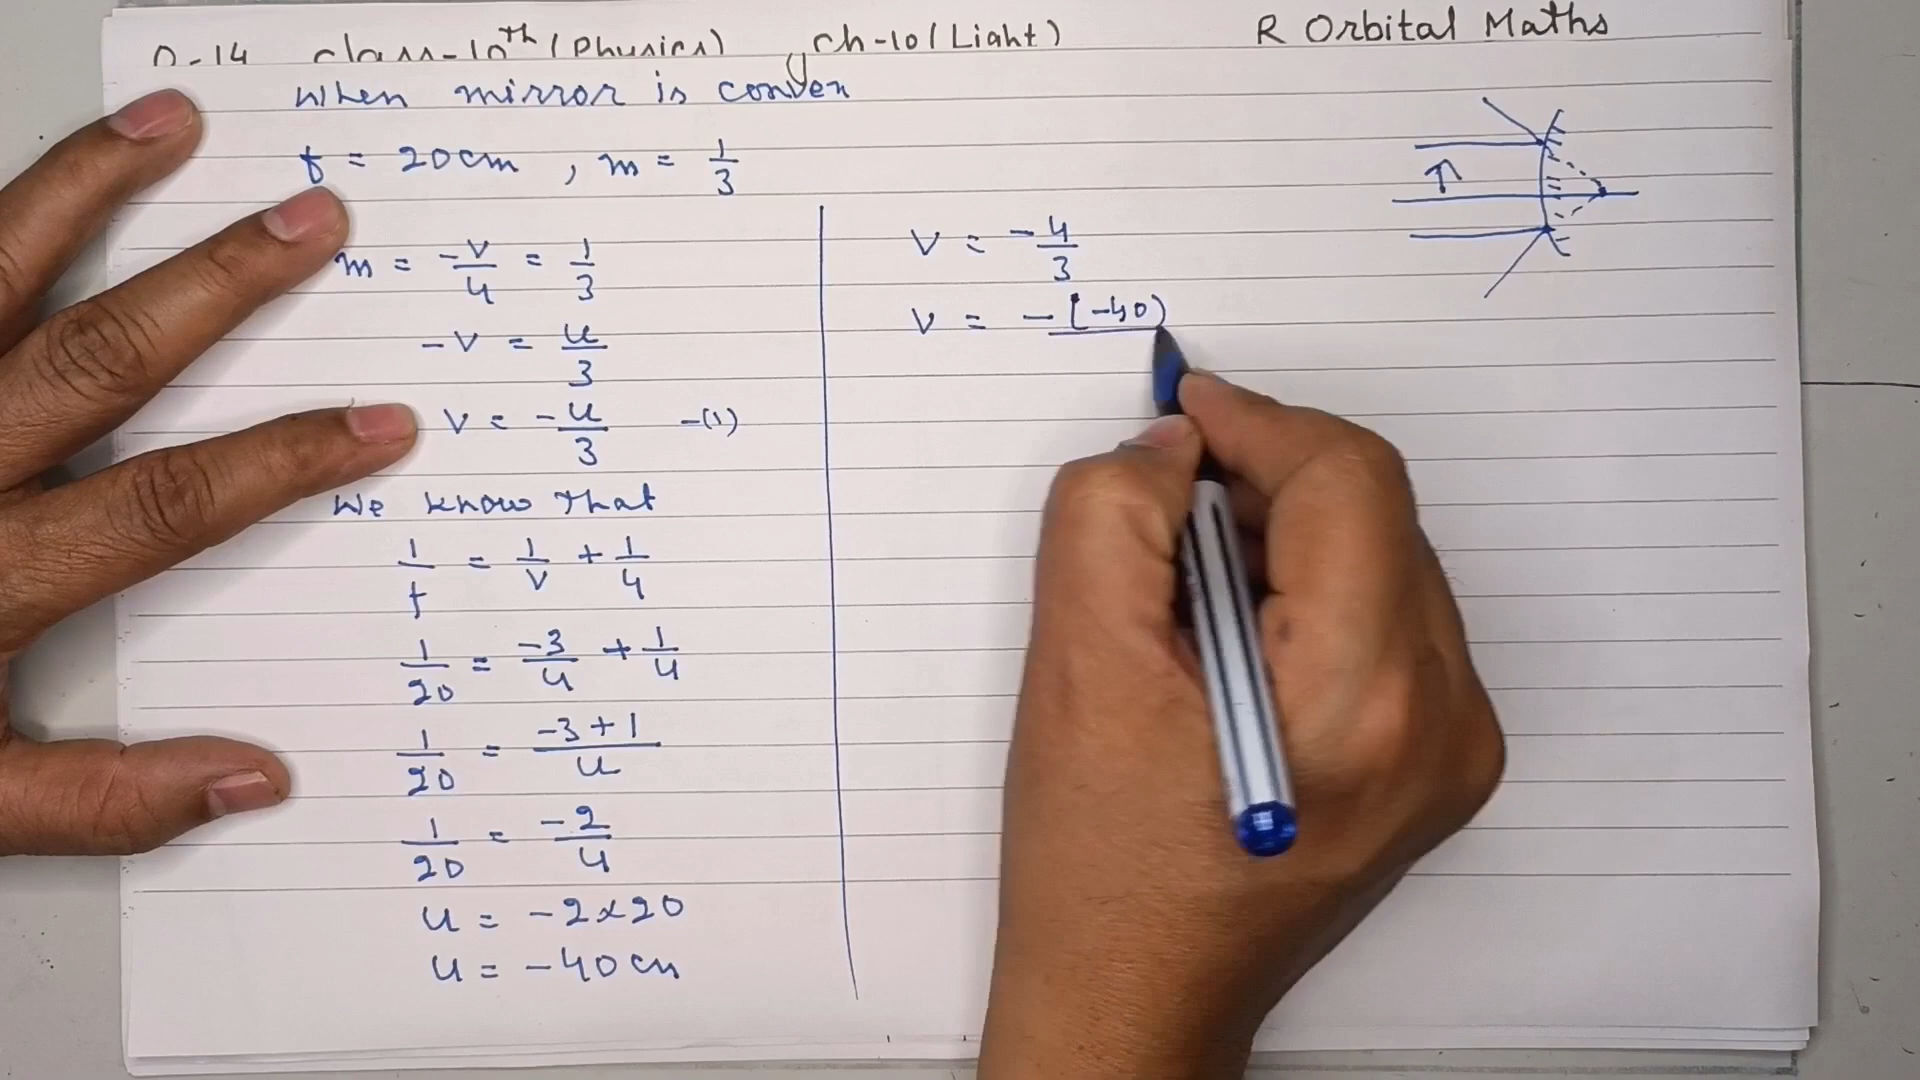 Q-14 Class-10th (Physics) Ch-10 (Light) R Orbital Maths
When mirror is convex
f = 20cm, m = 1/3
m = -v/u = 1/3
-v = u/3
v = -u/3 -(1)
We know that
1/f = 1/v + 1/u
1/20 = -3/u + 1/u
1/20 = -3+1/u
1/20 = -2/u
u = -2×20
u = -40cm
v = -u/3
v = -(-40)